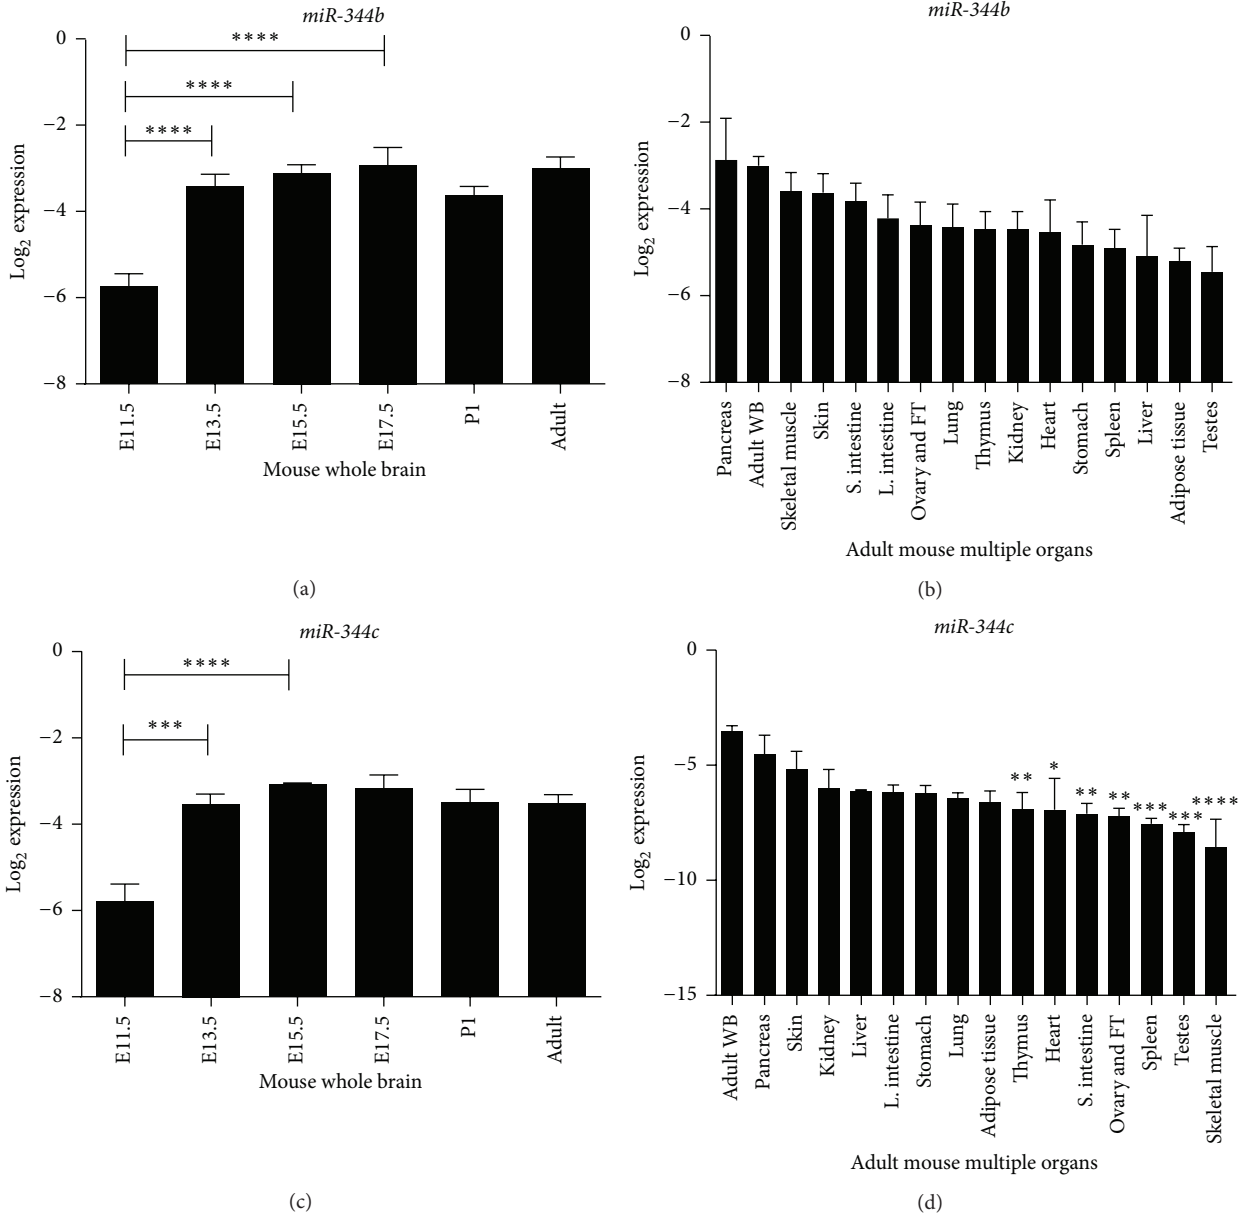 miR-344b
****
****
****
0
−2
−4
−6
−8
Log2 expression
E11.5
E13.5
E15.5
E17.5
P1
Adult
Mouse whole brain
(a)
miR-344b
0
−2
−4
−6
−8
Log2 expression
Pancreas
Adult WB
Skeletal muscle
Skin
S. intestine
L. intestine
Ovary and FT
Lung
Thymus
Kidney
Heart
Stomach
Spleen
Liver
Adipose tissue
Testes
Adult mouse multiple organs
(b)
miR-344c
****
***
0
−2
−4
−6
−8
Log2 expression
E11.5
E13.5
E15.5
E17.5
P1
Adult
Mouse whole brain
(c)
miR-344c
0
−5
−10
−15
Log2 expression
**
*
**
**
***
***
****
Adult WB
Pancreas
Skin
Kidney
Liver
L. intestine
Stomach
Lung
Adipose tissue
Thymus
Heart
S. intestine
Ovary and FT
Spleen
Testes
Skeletal muscle
Adult mouse multiple organs
(d)